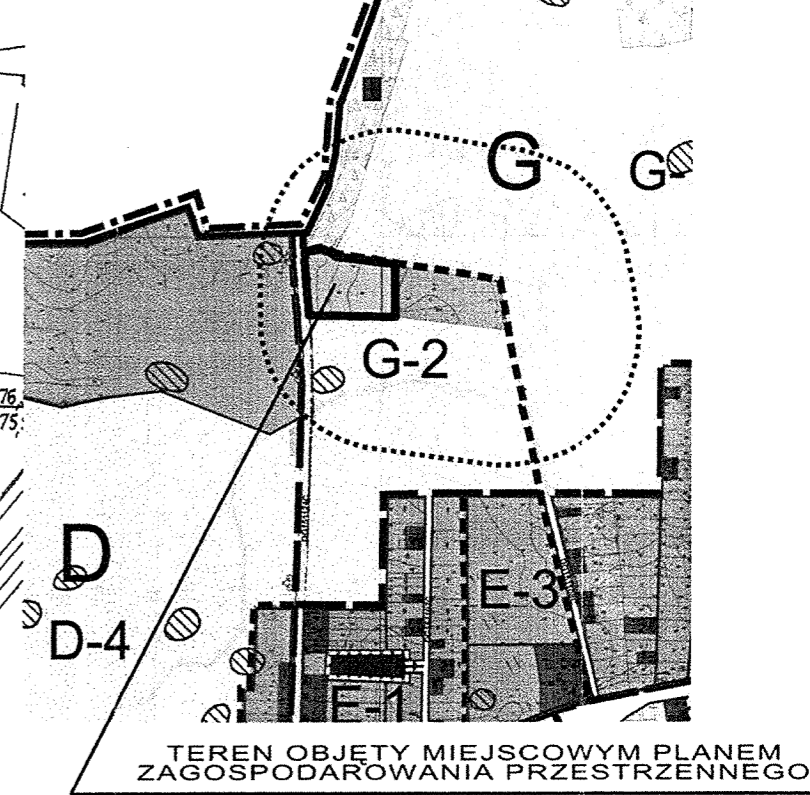 G
G-
G-2
76
75
D
E-3
D-4
E-1
TEREN OBJĘTY MIEJSCOWYM PLANEM
ZAGOSPODAROWANIA PRZESTRZENNEGO